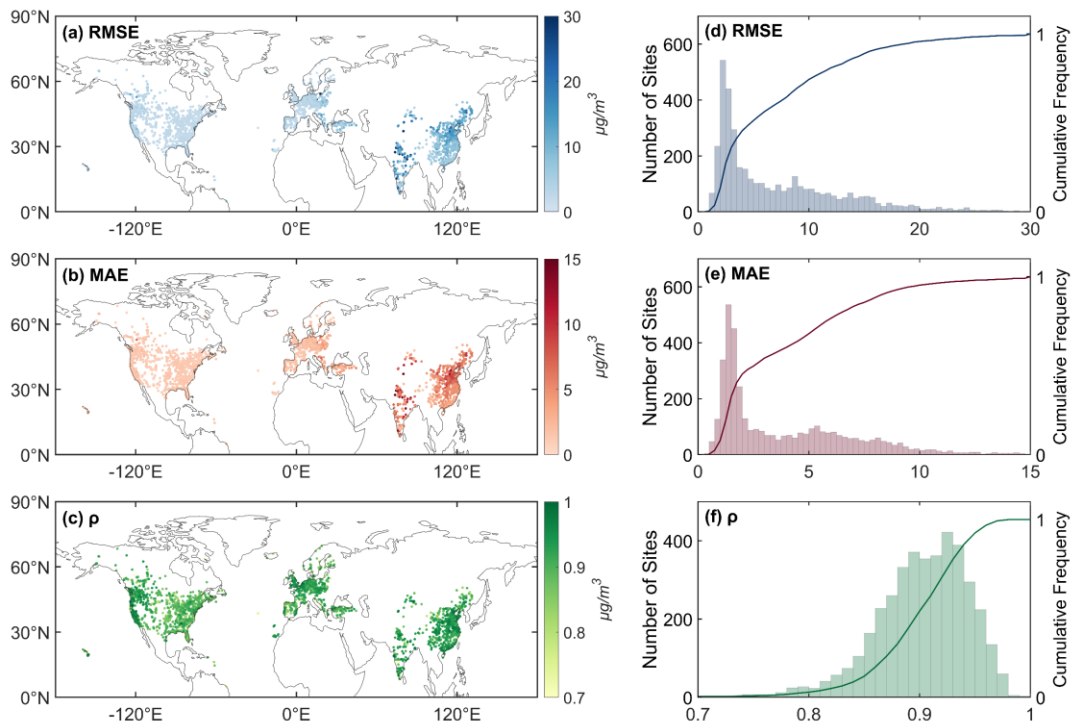 90°N
(a) RMSE
60°N
30°N
0°N
-120°E
0°E
120°E
30
20
10
0
μg/m³
(d) RMSE
600
400
200
0
Number of Sites
0
10
20
30
1
0
Cumulative Frequency
90°N
(b) MAE
60°N
30°N
0°N
-120°E
0°E
120°E
15
10
5
0
μg/m³
(e) MAE
600
400
200
0
Number of Sites
0
5
10
15
1
0
Cumulative Frequency
90°N
(c) ρ
60°N
30°N
0°N
-120°E
0°E
120°E
1
0.9
0.8
0.7
μg/m³
(f) ρ
400
200
0
Number of Sites
0.7
0.8
0.9
1
1
0
Cumulative Frequency